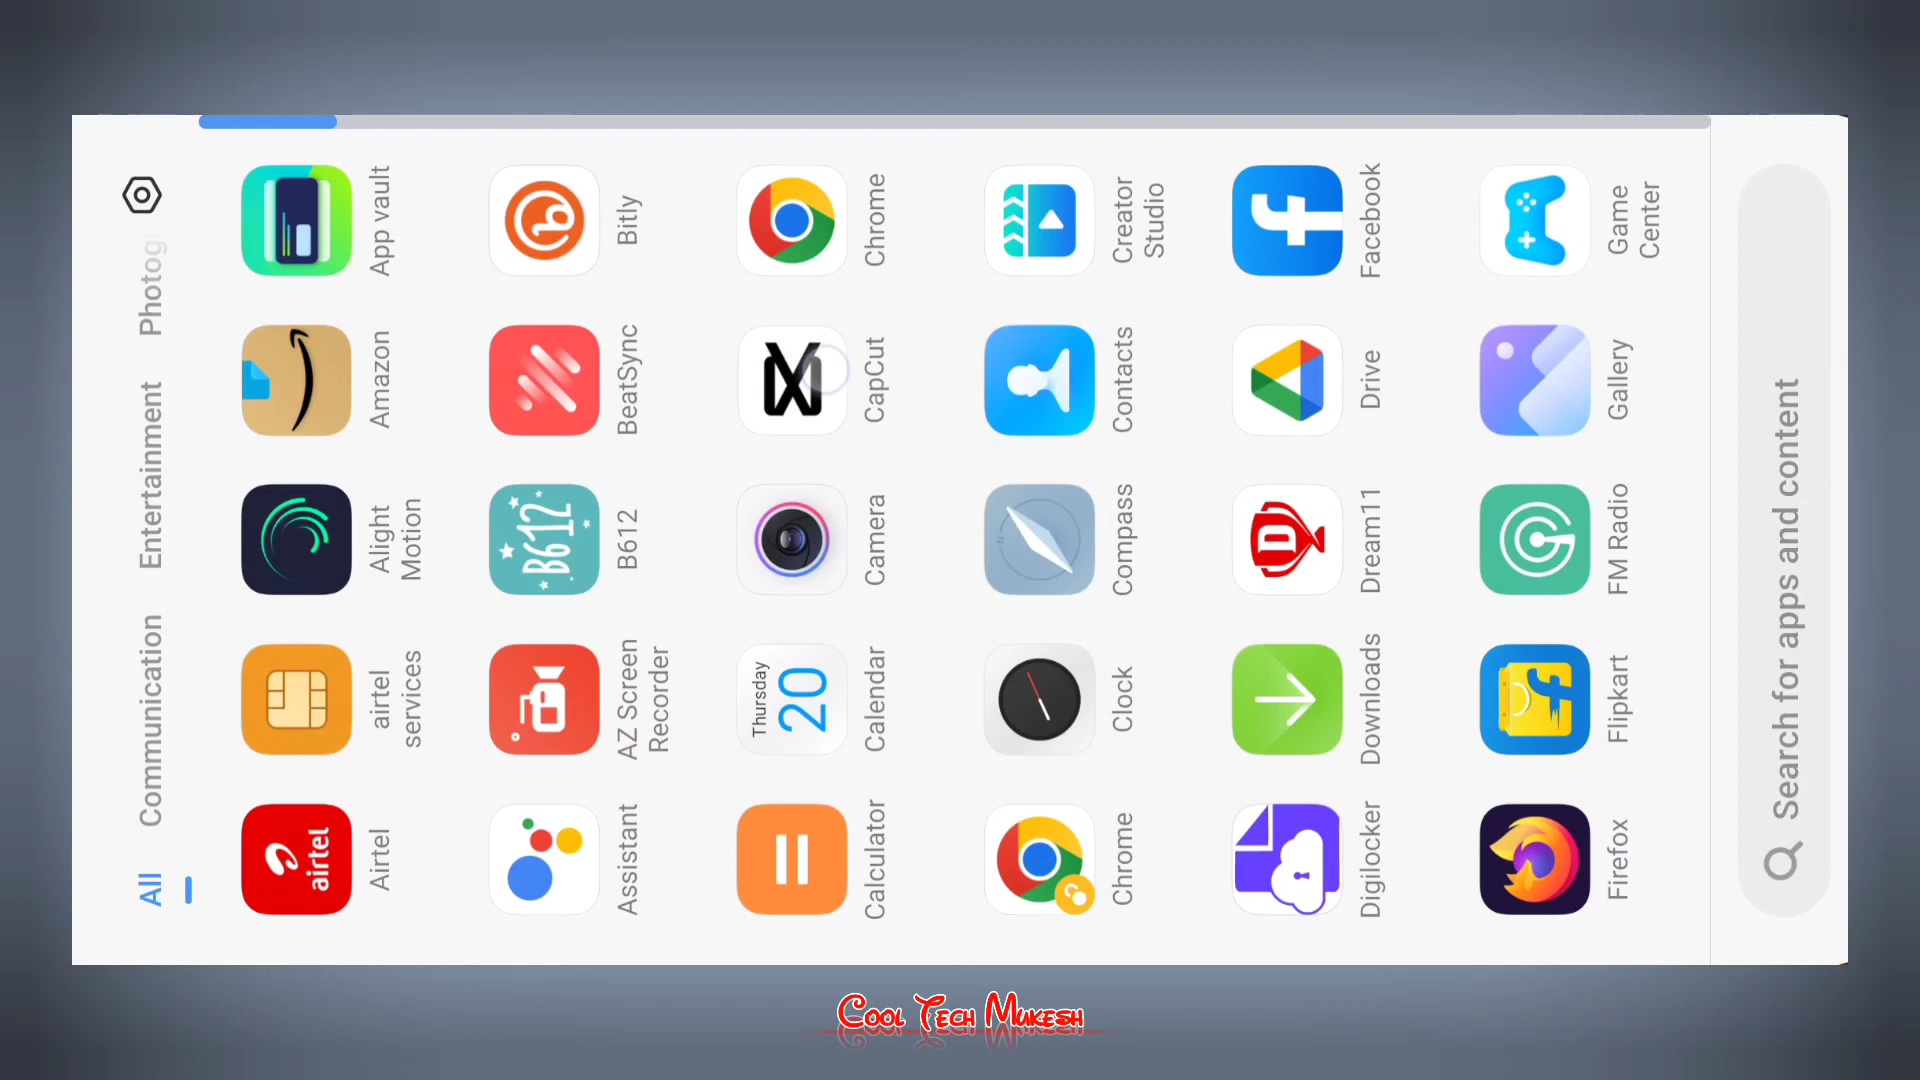 All Communication Entertainment Photog
airtel
Airtel
airtel
services
Alight
Motion
Amazon
App vault
Assistant
AZ Screen
Recorder
B612
B612
BeatSync
Bitly
Calculator
Thursday
20
Calendar
Camera
CapCut
Chrome
Chrome
Clock
N
Compass
Contacts
Creator
Studio
Digilocker
Downloads
D
Dream11
Drive
Facebook
Firefox
Flipkart
FM Radio
Gallery
Game
Center
Search for apps and content
Cool Tech Mukesh